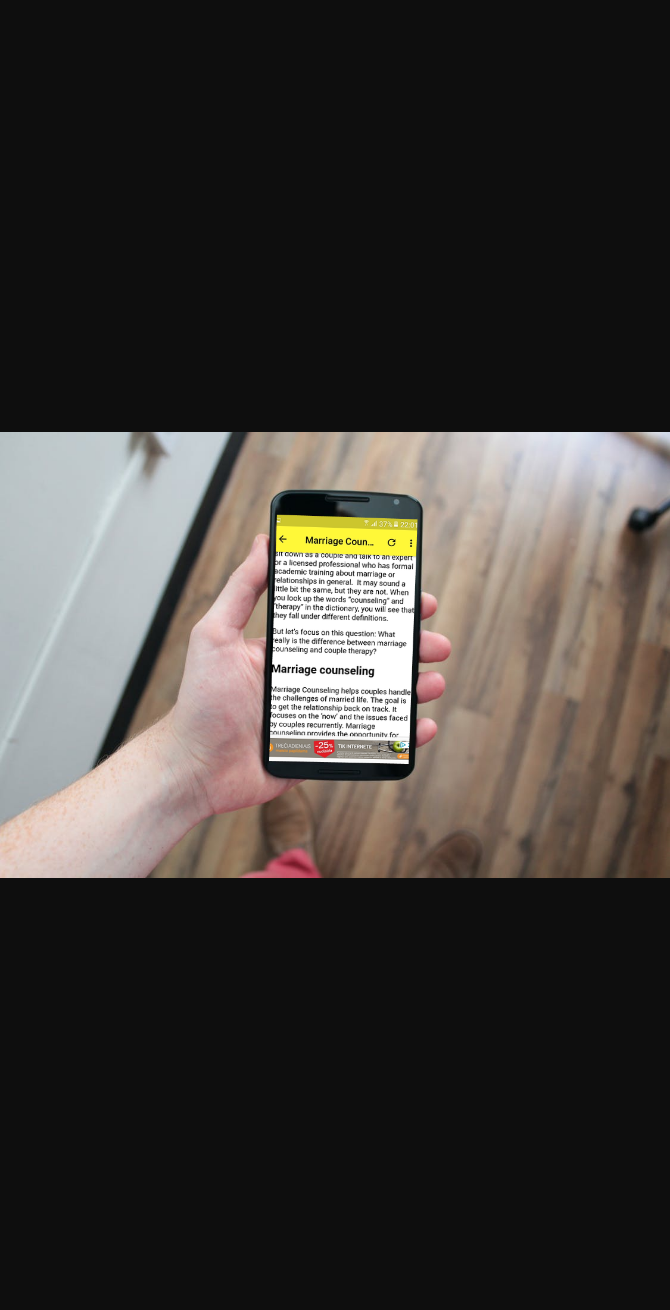 37% 22:01
Marriage Coun...
sit down as a couple and talk to an expert
or a licensed professional who has formal
academic training about marriage or
relationships in general. It may sound a
little bit the same, but they are not. When
you look up the words "counseling" and
"therapy" in the dictionary, you will see that
they fall under different definitions.
But let's focus on this question: What
really is the difference between marriage
counseling and couple therapy?
Marriage counseling
Marriage Counseling helps couples handle
the challenges of married life. The goal is
to get the relationship back on track. It
focuses on the 'now' and the issues faced
by couples recurrently. Marriage
counseling provides the opportunity for
TRIČIADIENIAIS -25% TIK INTERNETE